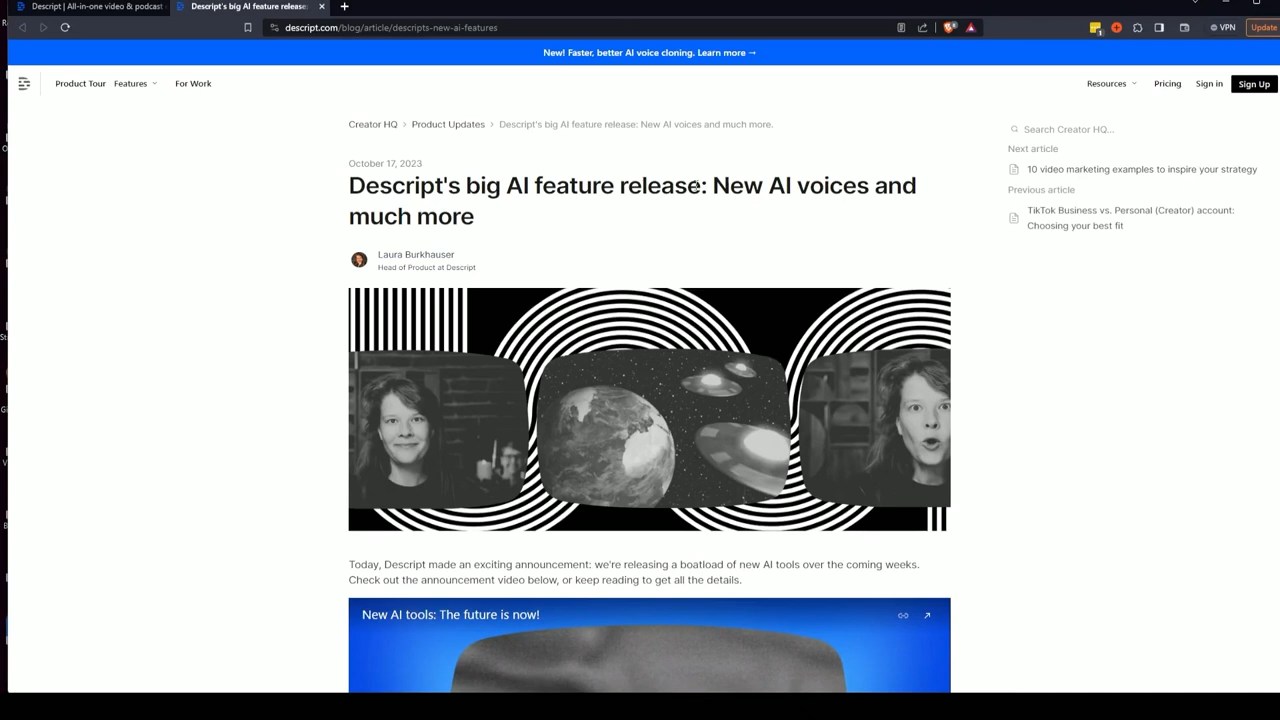 Descript | All-in-one video & podcast
Descript's big AI feature release:
descript.com/blog/article/descripts-new-ai-features
1
VPN
Update
New! Faster, better AI voice cloning. Learn more →
Product Tour
Features
For Work
Resources
Pricing
Sign in
Sign Up
Creator HQ > Product Updates > Descript's big AI feature release: New AI voices and much more.
Search Creator HQ...
Next article
10 video marketing examples to inspire your strategy
Previous article
TikTok Business vs. Personal (Creator) account:
Choosing your best fit
October 17, 2023
Descript's big AI feature release: New AI voices and
much more
Laura Burkhauser
Head of Product at Descript
Today, Descript made an exciting announcement: we're releasing a boatload of new AI tools over the coming weeks.
Check out the announcement video below, or keep reading to get all the details.
New AI tools: The future is now!